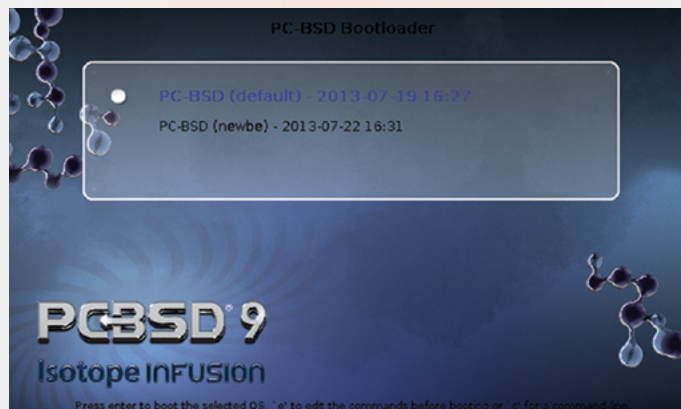 PC-BSD Bootloader
PC-BSD (default) - 2013-07-19 16:27
PC-BSD (newbe) - 2013-07-22 16:31
PCBSD® 9
Isotope INFUSION
Press enter to boot the selected OS, `e' to edit the commands before booting or `c' for a command-line